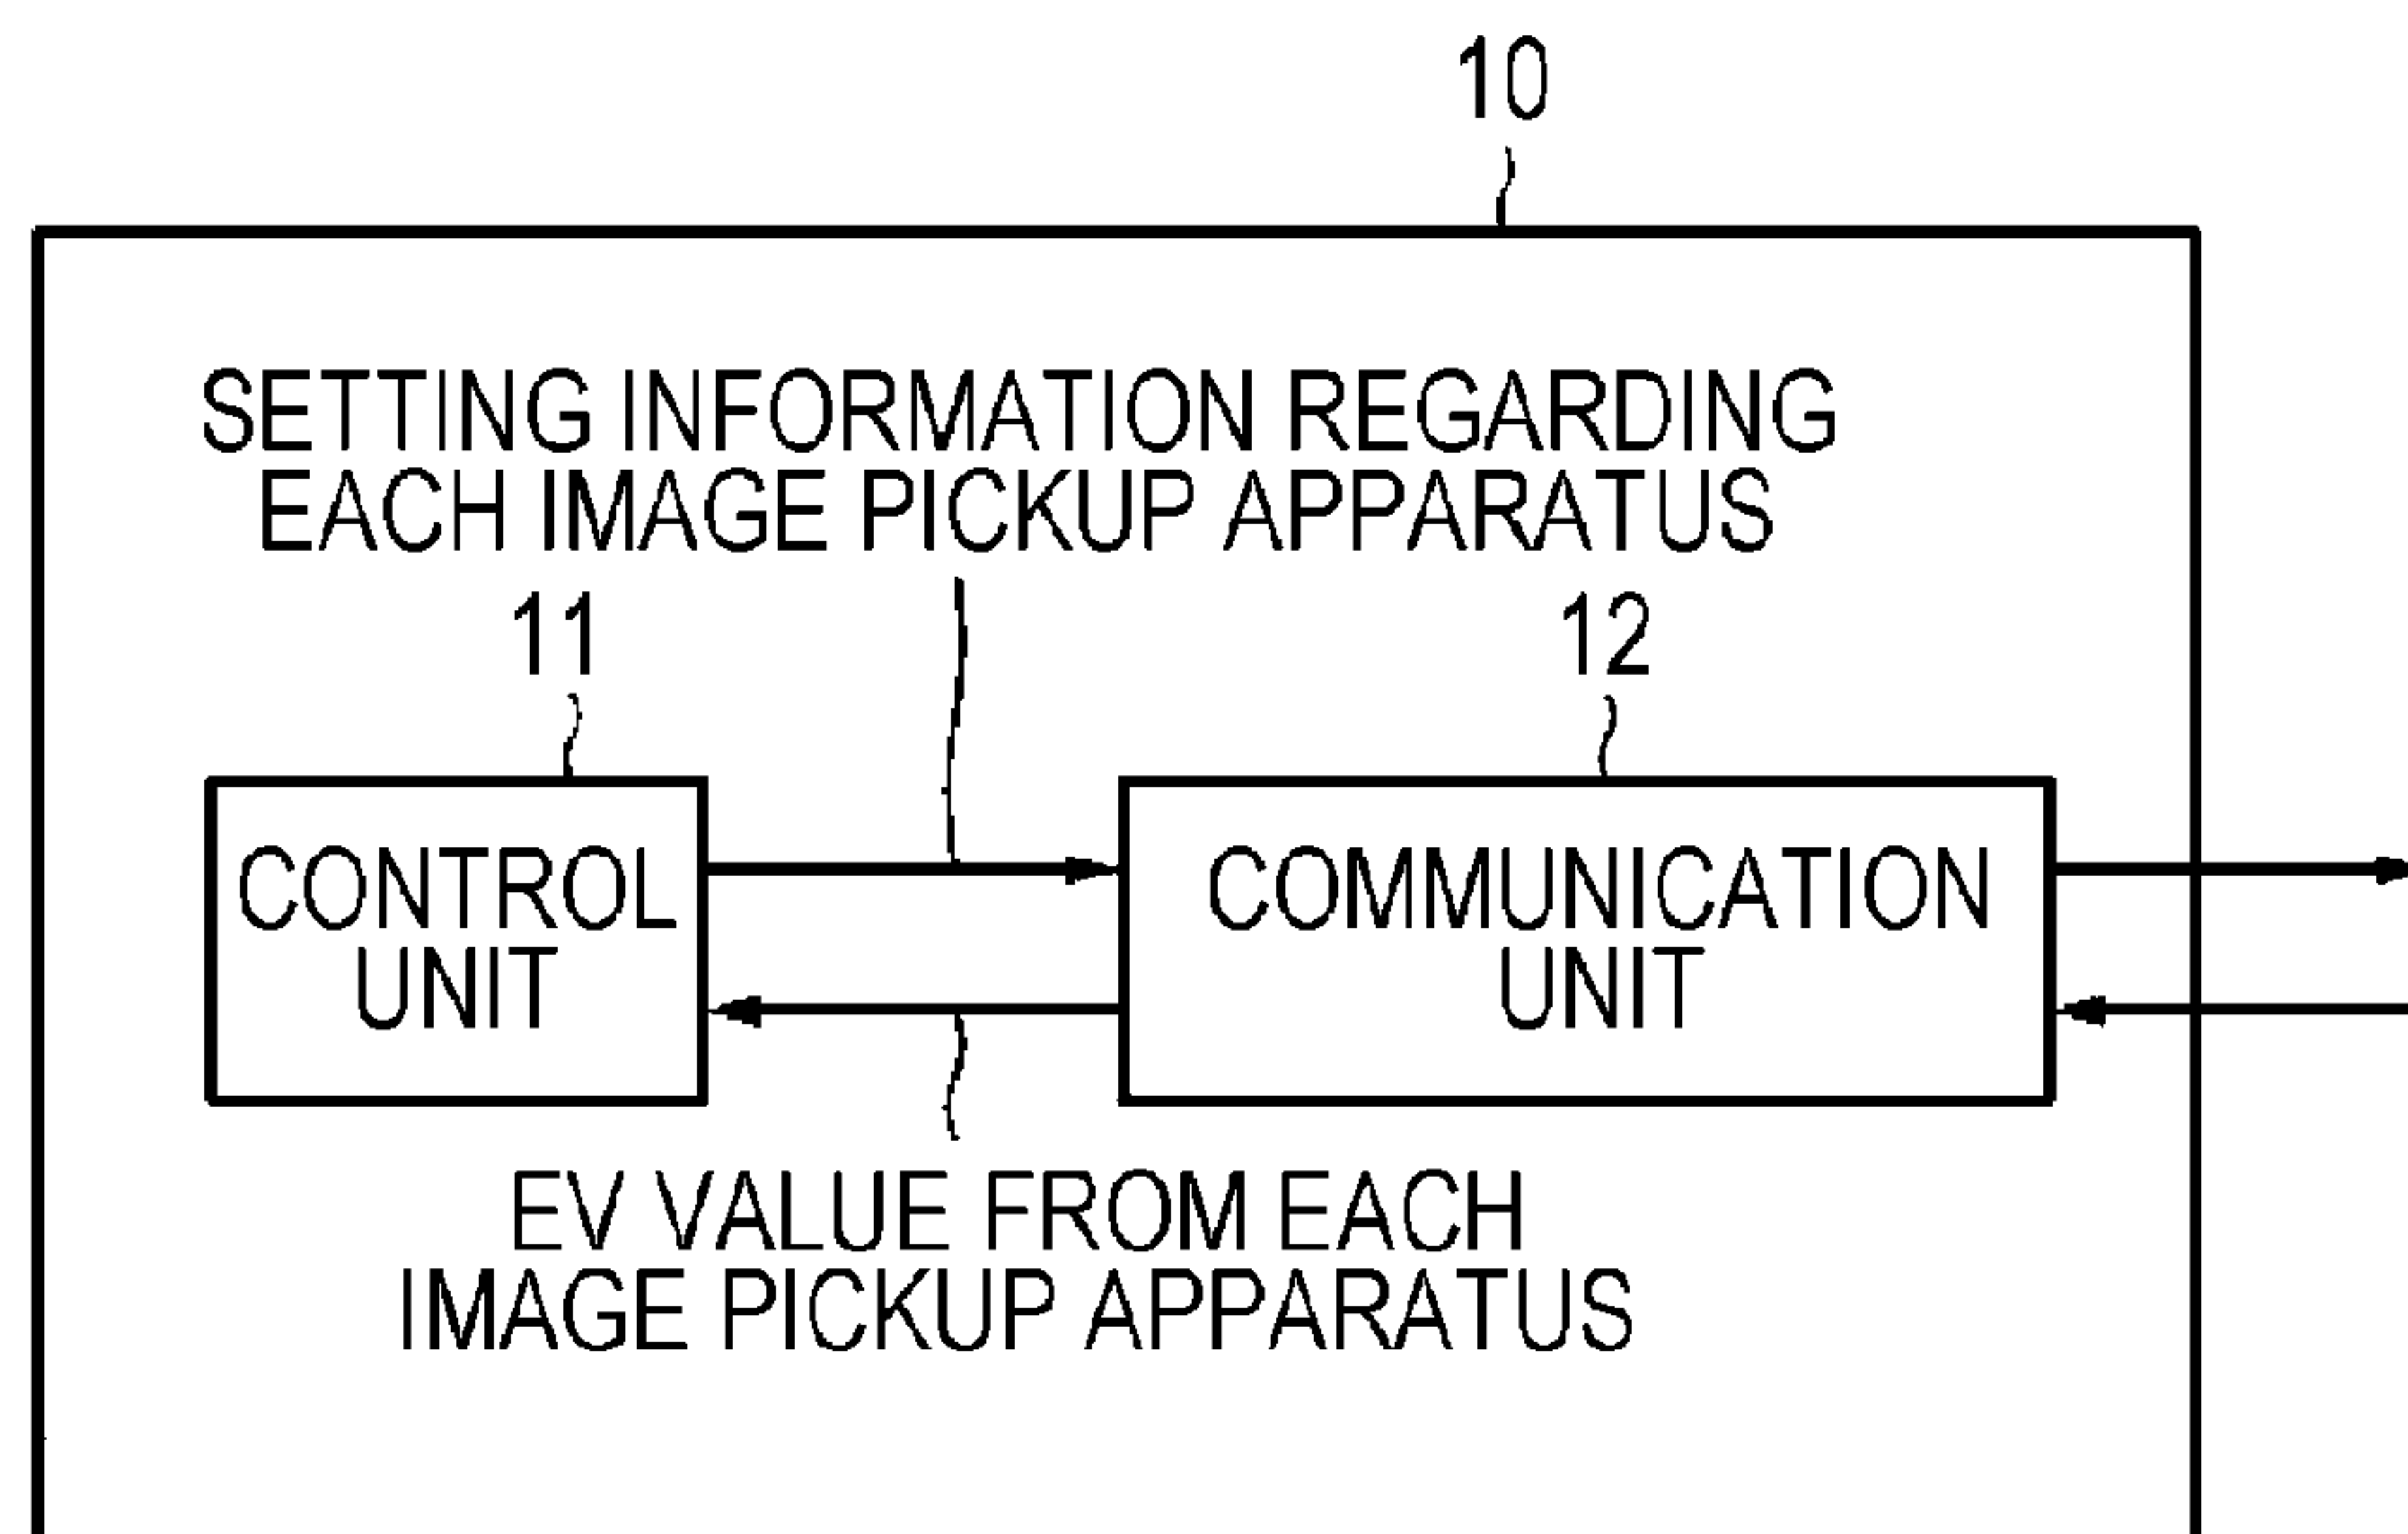 10
SETTING INFORMATION REGARDING
EACH IMAGE PICKUP APPARATUS
11
12
CONTROL
UNIT
COMMUNICATION
UNIT
EV VALUE FROM EACH
IMAGE PICKUP APPARATUS